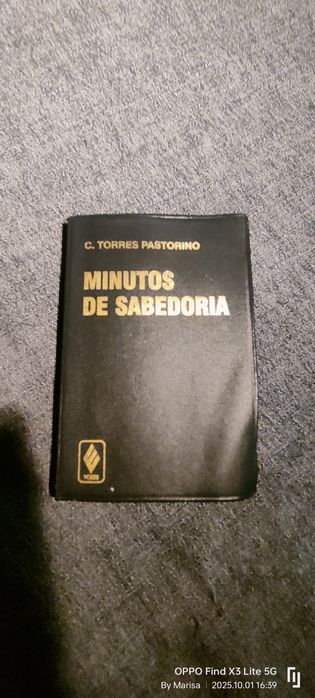 C. TORRES PASTORINO
MINUTOS
DE SABEDORIA
VOZES
OPPO Find X3 Lite 5G
By Marisa 2025.10.01 16:39